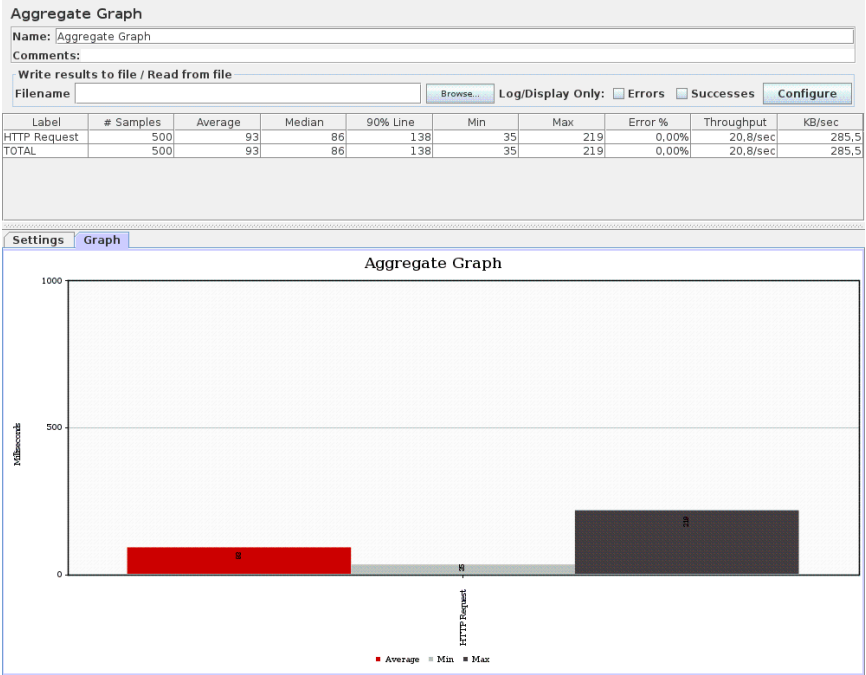 Aggregate Graph
Name: Aggregate Graph
Comments:
Write results to file / Read from file
Filename Browse... Log/Display Only: Errors Successes Configure
Label # Samples Average Median 90% Line Min Max Error % Throughput KB/sec
HTTP Request 500 93 86 138 35 219 0,00% 20,8/sec 285,5
TOTAL 500 93 86 138 35 219 0,00% 20,8/sec 285,5
Settings Graph
Aggregate Graph
1000
500
0
Milliseconds
93
35
219
HTTP Request
Average Min Max